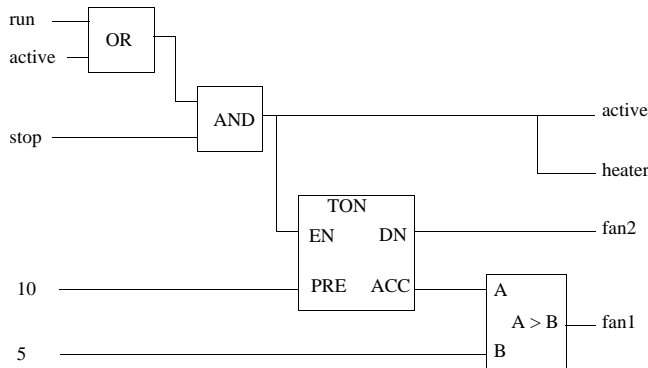 run
OR
active
AND
active
stop
heater
TON
EN DN
fan2
10
PRE ACC
A
A > B
fan1
5
B